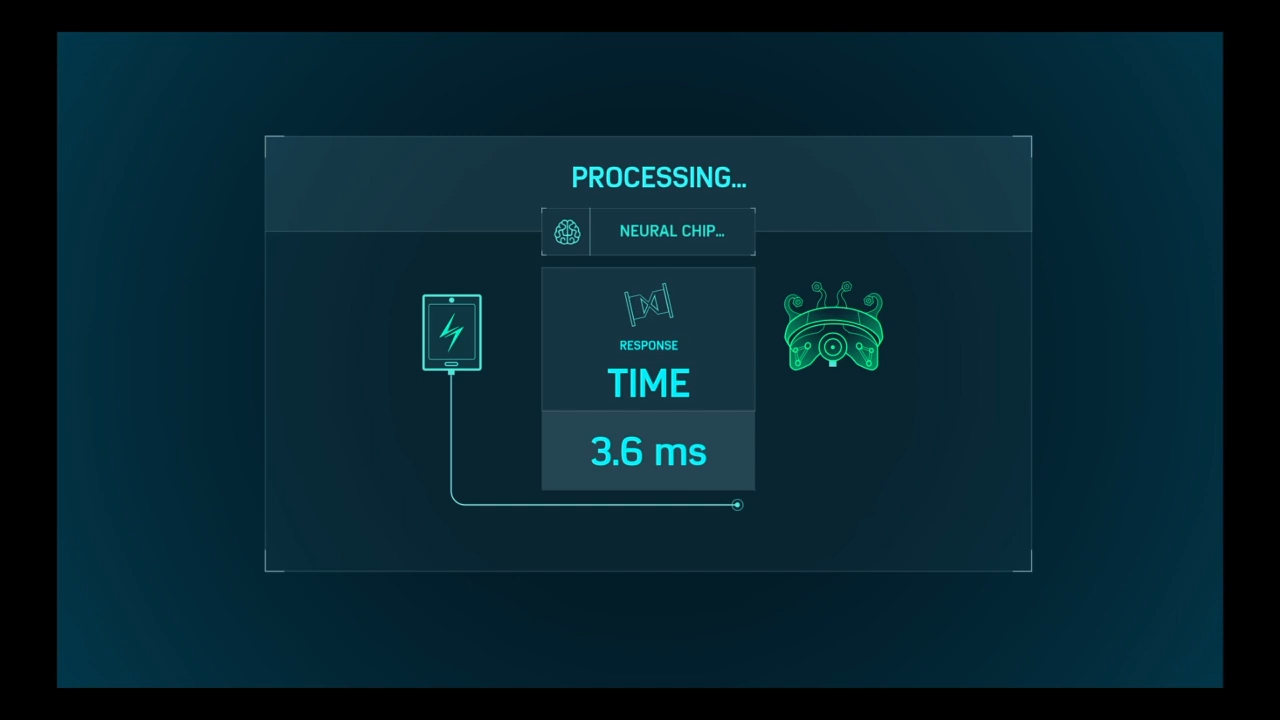 PROCESSING...
NEURAL CHIP...
RESPONSE
TIME
3.6 ms